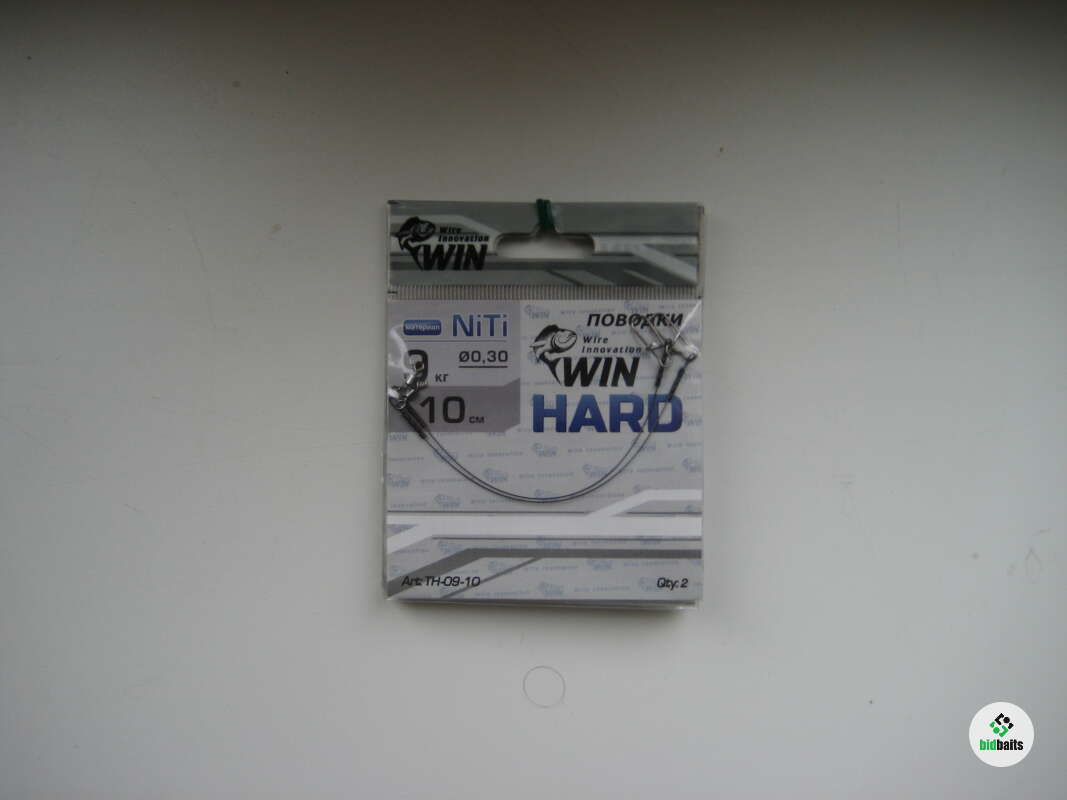 Wire
Innovation
WIN
материал
NiTi
9 кг
Ø0,30
10 см
ПОВОДКИ
Wire
Innovation
WIN
HARD
Art: TH-09-10
Qty: 2
bidbaits